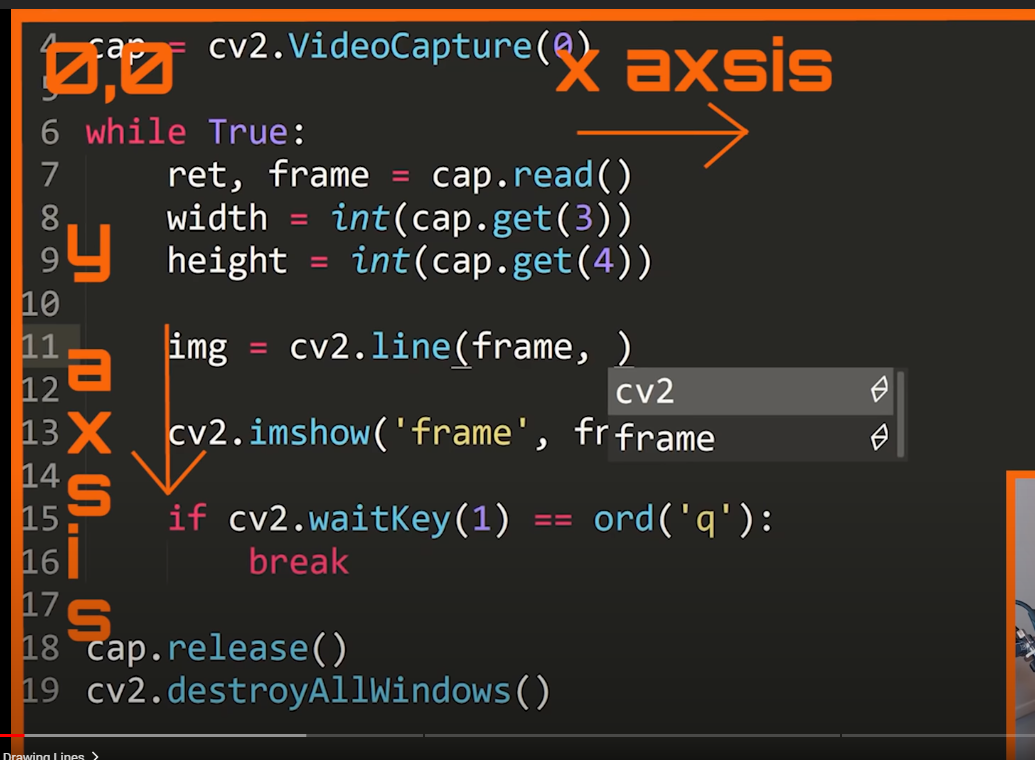 4 cap = cv2.VideoCapture(0)
0,0
x axsis
5
6 while True:
7 ret, frame = cap.read()
8 width = int(cap.get(3))
9 height = int(cap.get(4))
y axsis
10
11 img = cv2.line(frame, )
12
cv2
13 cv2.imshow('frame', fr
frame
14
15 if cv2.waitKey(1) == ord('q'):
16 break
17
18 cap.release()
19 cv2.destroyAllWindows()
Drawing Lines >